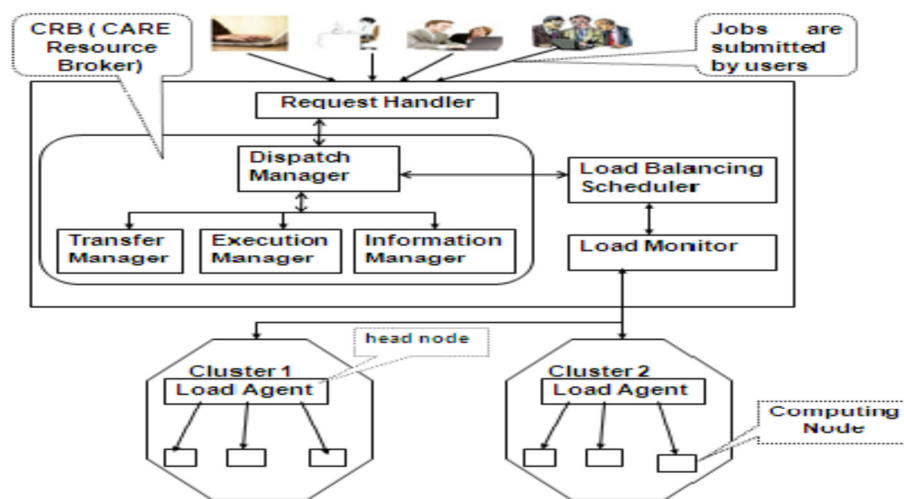 CRB ( CARE
Resource
Broker)
Jobs are
submitted
by users
Request Handler
Dispatch
Manager
Load Balancing
Scheduler
Transfer
Manager
Execution
Manager
Information
Manager
Load Monitor
head node
Cluster 1
Load Agent
Cluster 2
Load Agent
Computing
Node